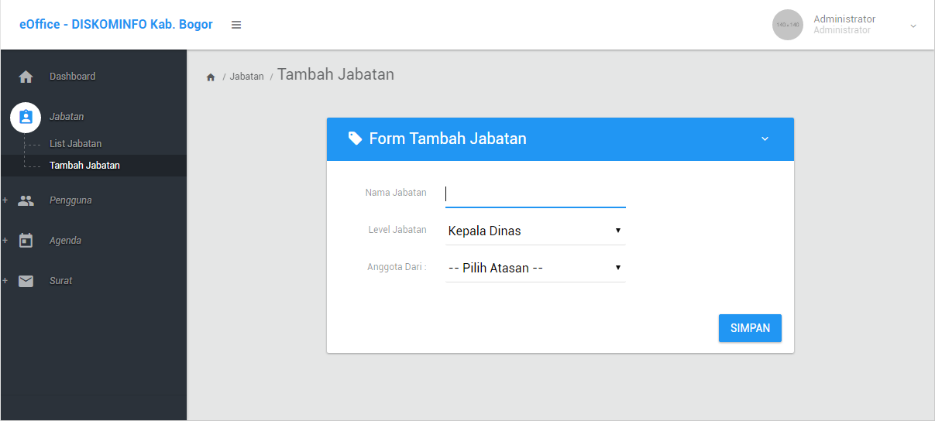 eOffice - DISKOMINFO Kab. Bogor
140x140
Administrator
Administrator
Dashboard
/ Jabatan / Tambah Jabatan
Jabatan
List Jabatan
Tambah Jabatan
+ Pengguna
+ Agenda
+ Surat
Form Tambah Jabatan
Nama Jabatan
Level Jabatan Kepala Dinas
Anggota Dari : -- Pilih Atasan --
SIMPAN